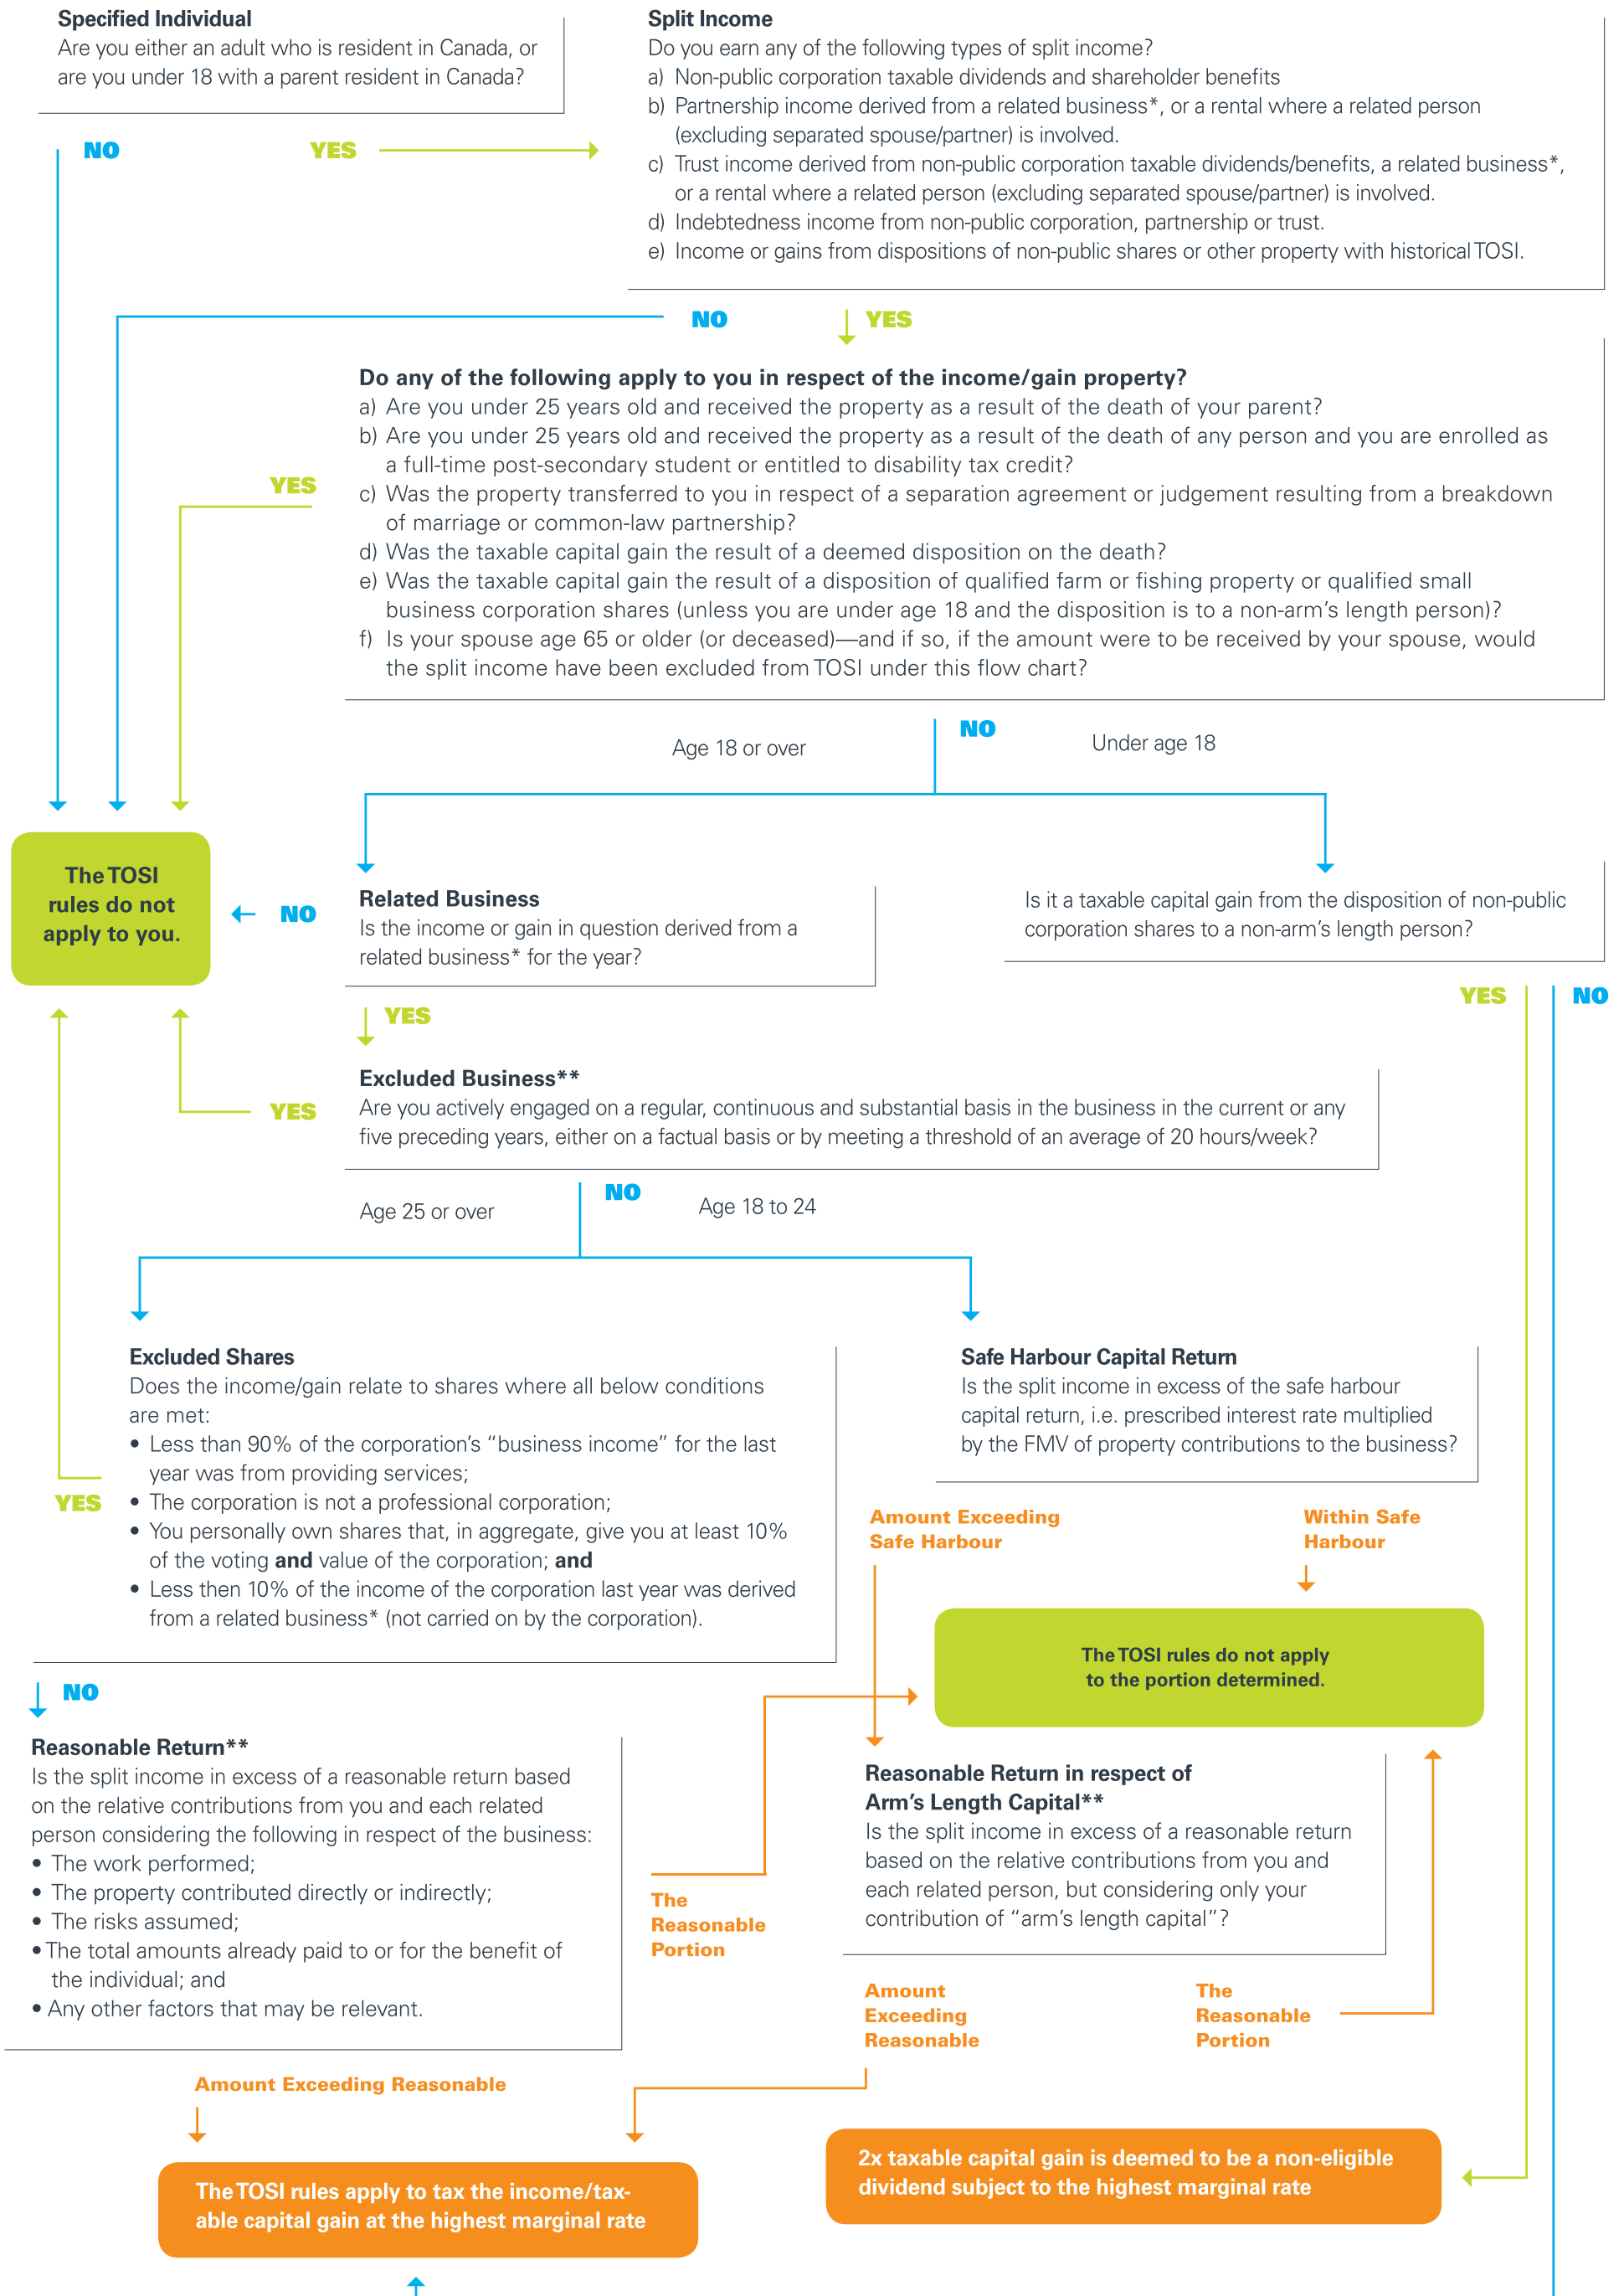 Specified Individual
Are you either an adult who is resident in Canada, or
are you under 18 with a parent resident in Canada?
NO
YES
Split Income
Do you earn any of the following types of split income?
a) Non-public corporation taxable dividends and shareholder benefits
b) Partnership income derived from a related business*, or a rental where a related person
(excluding separated spouse/partner) is involved.
c) Trust income derived from non-public corporation taxable dividends/benefits, a related business*,
or a rental where a related person (excluding separated spouse/partner) is involved.
d) Indebtedness income from non-public corporation, partnership or trust.
e) Income or gains from dispositions of non-public shares or other property with historical TOSI.
NO
YES
Do any of the following apply to you in respect of the income/gain property?
a) Are you under 25 years old and received the property as a result of the death of your parent?
b) Are you under 25 years old and received the property as a result of the death of any person and you are enrolled as
a full-time post-secondary student or entitled to disability tax credit?
c) Was the property transferred to you in respect of a separation agreement or judgement resulting from a breakdown
of marriage or common-law partnership?
d) Was the taxable capital gain the result of a deemed disposition on the death?
e) Was the taxable capital gain the result of a disposition of qualified farm or fishing property or qualified small
business corporation shares (unless you are under age 18 and the disposition is to a non-arm's length person)?
f) Is your spouse age 65 or older (or deceased)—and if so, if the amount were to be received by your spouse, would
the split income have been excluded from TOSI under this flow chart?
YES
NO
Age 18 or over
Under age 18
The TOSI
rules do not
apply to you.
NO
Related Business
Is the income or gain in question derived from a
related business* for the year?
Is it a taxable capital gain from the disposition of non-public
corporation shares to a non-arm's length person?
YES
NO
YES
Excluded Business**
Are you actively engaged on a regular, continuous and substantial basis in the business in the current or any
five preceding years, either on a factual basis or by meeting a threshold of an average of 20 hours/week?
YES
NO
Age 25 or over
Age 18 to 24
Excluded Shares
Does the income/gain relate to shares where all below conditions
are met:
• Less than 90% of the corporation's “business income” for the last
year was from providing services;
• The corporation is not a professional corporation;
• You personally own shares that, in aggregate, give you at least 10%
of the voting and value of the corporation; and
• Less then 10% of the income of the corporation last year was derived
from a related business* (not carried on by the corporation).
YES
NO
Safe Harbour Capital Return
Is the split income in excess of the safe harbour
capital return, i.e. prescribed interest rate multiplied
by the FMV of property contributions to the business?
Amount Exceeding
Safe Harbour
Within Safe
Harbour
The TOSI rules do not apply
to the portion determined.
Reasonable Return**
Is the split income in excess of a reasonable return based
on the relative contributions from you and each related
person considering the following in respect of the business:
• The work performed;
• The property contributed directly or indirectly;
• The risks assumed;
• The total amounts already paid to or for the benefit of
the individual; and
• Any other factors that may be relevant.
The
Reasonable
Portion
Reasonable Return in respect of
Arm's Length Capital**
Is the split income in excess of a reasonable return
based on the relative contributions from you and
each related person, but considering only your
contribution of “arm's length capital”?
Amount
Exceeding
Reasonable
The
Reasonable
Portion
Amount Exceeding Reasonable
The TOSI rules apply to tax the income/tax-
able capital gain at the highest marginal rate
2x taxable capital gain is deemed to be a non-eligible
dividend subject to the highest marginal rate